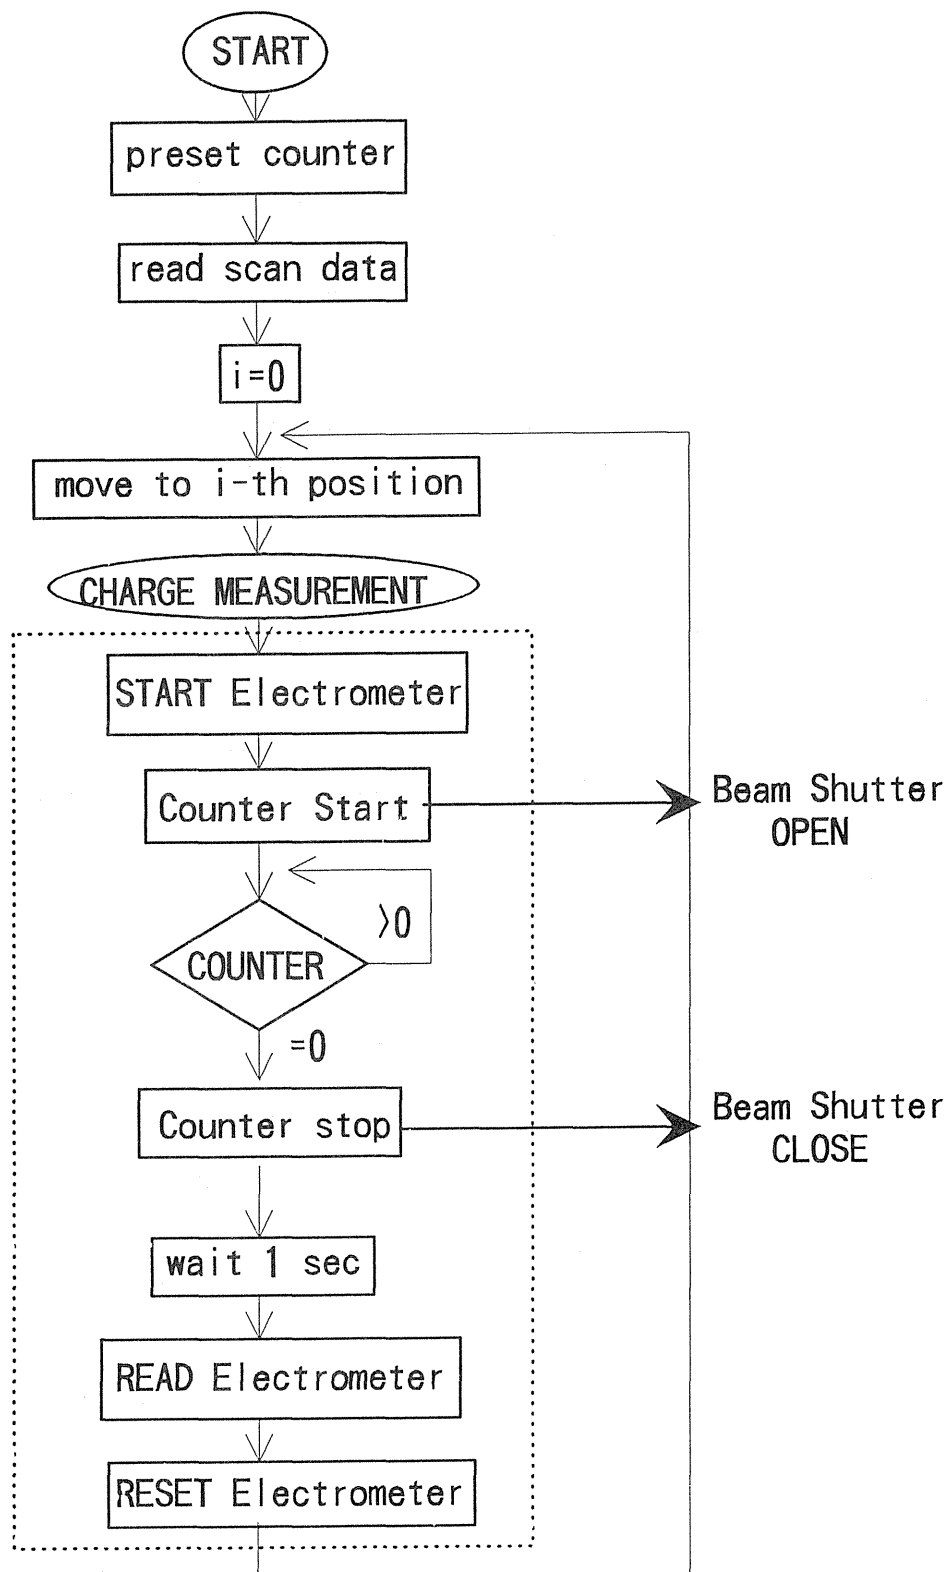 START
preset counter
read scan data
i=0
move to i-th position
CHARGE MEASUREMENT
START Electrometer
Counter Start
Beam Shutter
OPEN
>0
COUNTER
=0
Counter stop
Beam Shutter
CLOSE
wait 1 sec
READ Electrometer
RESET Electrometer